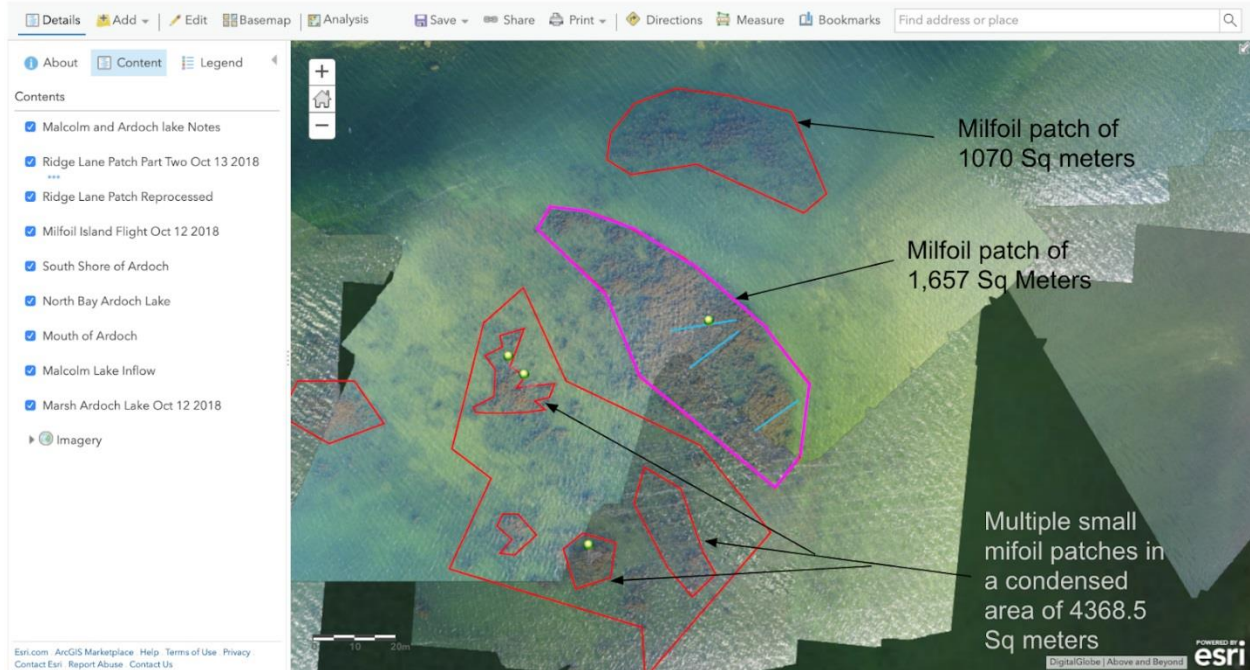 Details Add Edit Basemap Analysis Save Share Print Directions Measure Bookmarks Find address or place
About Content Legend
Contents
Malcolm and Ardoch lake Notes
Ridge Lane Patch Part Two Oct 13 2018
Ridge Lane Patch Reprocessed
Milfoil Island Flight Oct 12 2018
South Shore of Ardoch
North Bay Ardoch Lake
Mouth of Ardoch
Malcolm Lake Inflow
Marsh Ardoch Lake Oct 12 2018
Imagery
Esri.com . ArcGIS Marketplace . Help . Terms of Use . Privacy
Contact Esri . Report Abuse . Contact Us
+
−
Milfoil patch of
1070 Sq meters
Milfoil patch of
1,657 Sq Meters
Multiple small
mifoil patches in
a condensed
area of 4368.5
Sq meters
10 20m
DigitalGlobe | Above and Beyond
POWERED BY
esri